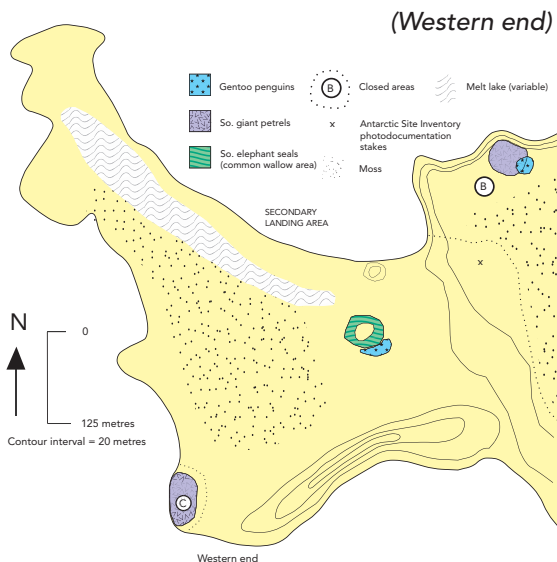 (Western end)
Gentoo penguins
B
Closed areas
Melt lake (variable)
So. giant petrels
x
Antarctic Site Inventory
photodocumentation
stakes
So. elephant seals
(common wallow area)
Moss
B
SECONDARY
LANDING AREA
x
N
0
125 metres
Contour interval = 20 metres
C
Western end